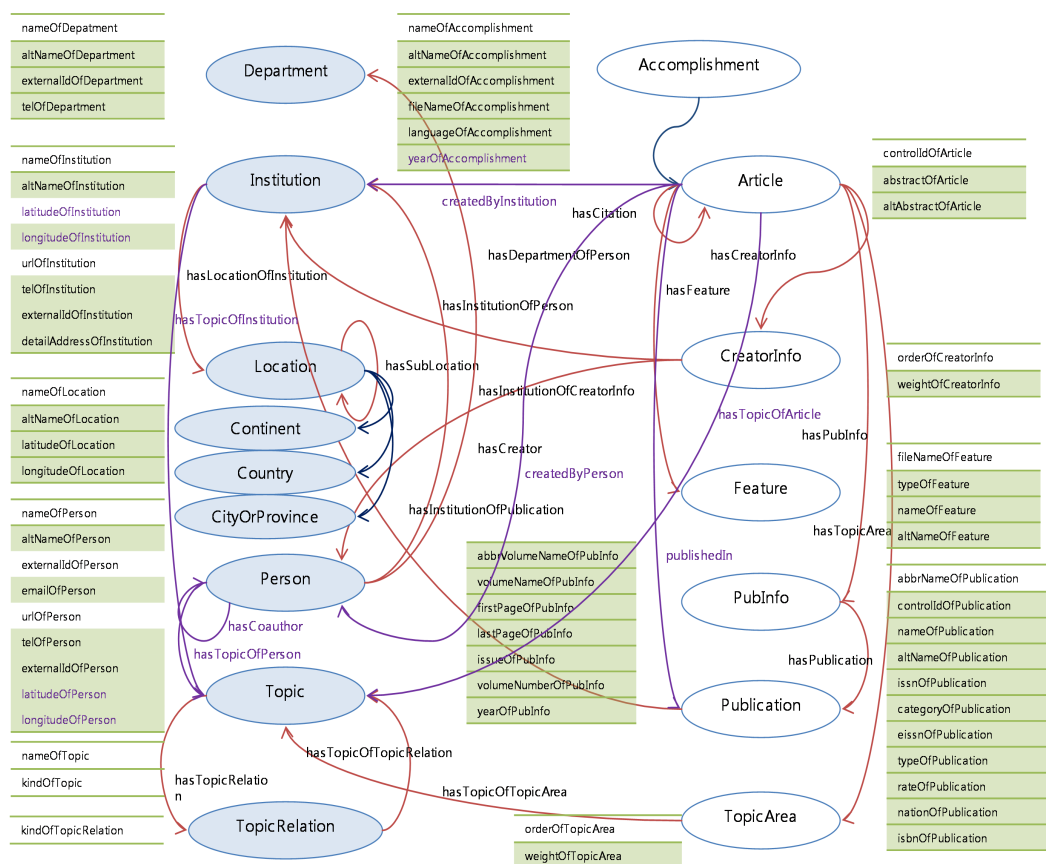 nameOfDepatment
altNameOfDepartment
externalIdOfDepartment
telOfDepartment
nameOfInstitution
altNameOfInstitution
latitudeOfInstitution
longitudeOfInstitution
urlOfInstitution
telOfInstitution
externalIdOfInstitution
detailAddressOfInstitution
nameOfLocation
altNameOfLocation
latitudeOfLocation
longitudeOfLocation
nameOfPerson
altNameOfPerson
externalIdOfPerson
emailOfPerson
urlOfPerson
telOfPerson
externalIdOfPerson
latitudeOfPerson
longitudeOfPerson
nameOfTopic
kindOfTopic
kindOfTopicRelation
Department
Institution
Location
Continent
Country
CityOrProvince
Person
Topic
TopicRelation
nameOfAccomplishment
altNameOfAccomplishment
externalIdOfAccomplishment
fileNameOfAccomplishment
languageOfAccomplishment
yearOfAccomplishment
createdByInstitution
hasCitation
hasDepartmentOfPerson
hasCreatorInfo
hasLocationOfInstitution
hasFeature
hasInstitutionOfPerson
hasTopicOfInstitution
hasSubLocation
hasInstitutionOfCreatorInfo
hasTopicOfArticle
hasPubInfo
hasCreator
createdByPerson
hasInstitutionOfPublication
hasTopicArea
publishedIn
hasCoauthor
hasTopicOfPerson
hasPublication
hasTopicOfTopicRelation
hasTopicRelatio
n
hasTopicOfTopicArea
abbrVolumeNameOfPubInfo
volumeNameOfPubInfo
firstPageOfPubInfo
lastPageOfPubInfo
issueOfPubInfo
volumeNumberOfPubInfo
yearOfPubInfo
orderOfTopicArea
weightOfTopicArea
Accomplishment
Article
CreatorInfo
Feature
PubInfo
Publication
TopicArea
controlIdOfArticle
abstractOfArticle
altAbstractOfArticle
orderOfCreatorInfo
weightOfCreatorInfo
fileNameOfFeature
typeOfFeature
nameOfFeature
altNameOfFeature
abbrNameOfPublication
controlIdOfPublication
nameOfPublication
altNameOfPublication
issnOfPublication
categoryOfPublication
eissnOfPublication
typeOfPublication
rateOfPublication
nationOfPublication
isbnOfPublication